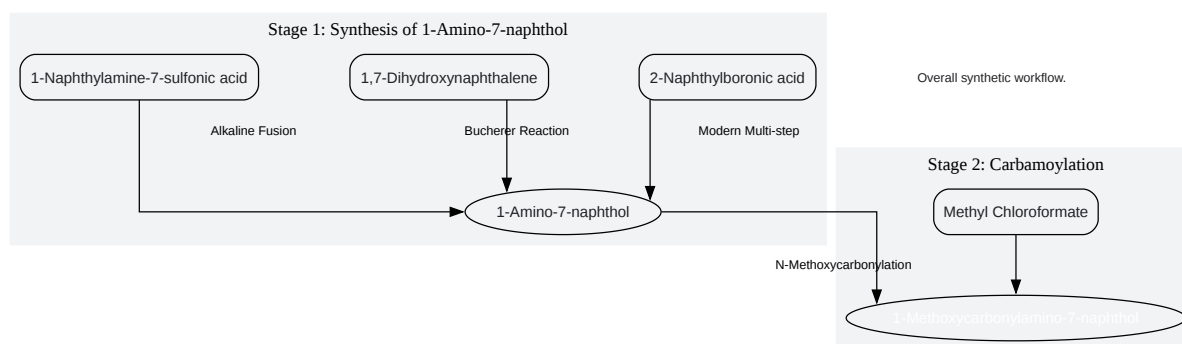 Stage 1: Synthesis of 1-Amino-7-naphthol
1-Naphthylamine-7-sulfonic acid
1,7-Dihydroxynaphthalene
2-Naphthylboronic acid
Overall synthetic workflow.
Alkaline Fusion
Bucherer Reaction
Modern Multi-step
Stage 2: Carbamoylation
1-Amino-7-naphthol
Methyl Chloroformate
N-Methoxycarbonylation
1-Methoxycarbonylamino-7-naphthol